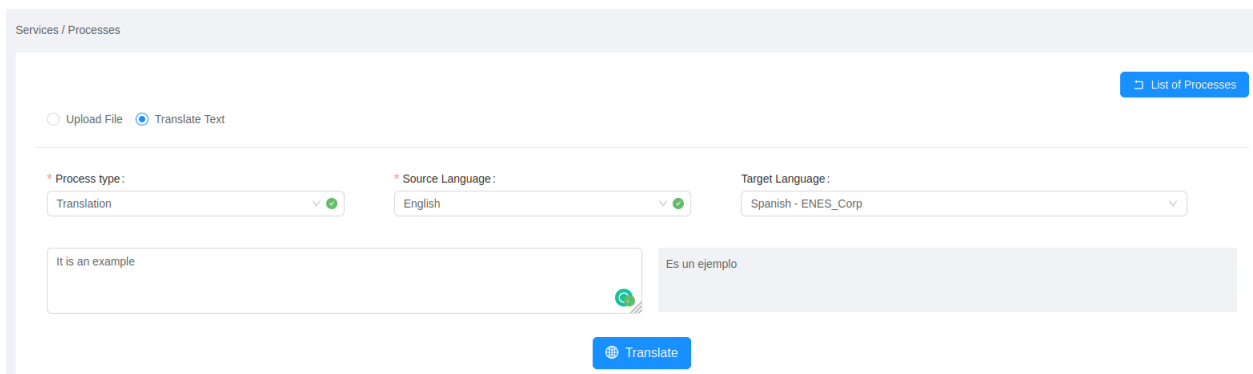 Services / Processes
List of Processes
Upload File Translate Text
* Process type: * Source Language: Target Language:
Translation English Spanish - ENES_Corp
It is an example Es un ejemplo
Translate